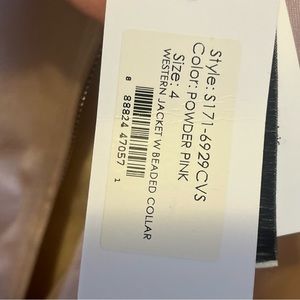 Style: S171-6929CVS
Color: POWDER PINK
Size: 4
WESTERN JACKET W BEADED COLLAR
8 88824 47057 1